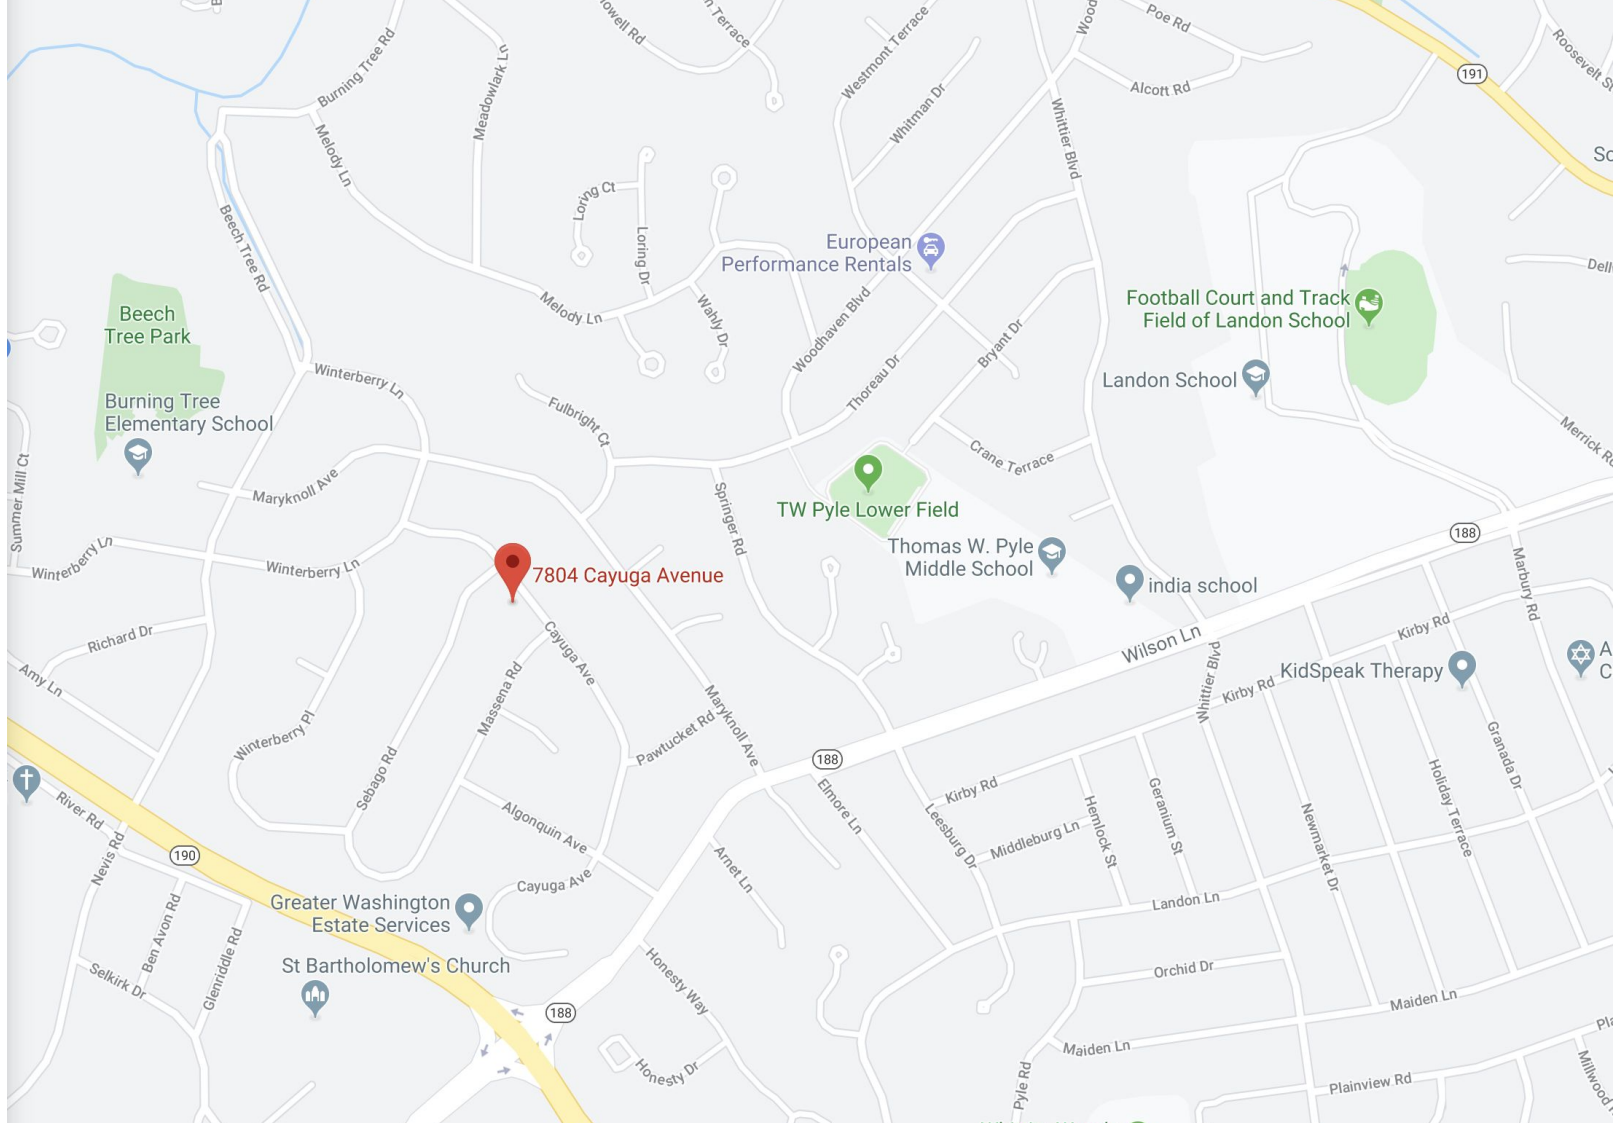 Poe Rd
Roosevelt St
Burning Tree Rd
Westmont Terrace
191
Alcott Rd
Meadowlark Ln
Whitman Dr
Whittier Blvd
Melody Ln
Loring Ct
Beech Tree Rd
Loring Dr
European
Performance Rentals
Football Court and Track
Field of Landon School
Beech
Tree Park
Melody Ln
Wahly Dr
Woodhaven Blvd
Bryant Dr
Winterberry Ln
Thoreau Dr
Landon School
Burning Tree
Elementary School
Fulbright Ct
Crane Terrace
Summer Mill Ct
Maryknoll Ave
Springer Rd
TW Pyle Lower Field
188
Thomas W. Pyle
Middle School
Winterberry Ln
Winterberry Ln
7804 Cayuga Avenue
india school
Marbury Rd
Richard Dr
Cayuga Ave
Wilson Ln
Kirby Rd
Amy Ln
Massena Rd
Whittier Blvd
Kirby Rd
KidSpeak Therapy
Winterberry Pl
Maryknoll Ave
Pawtucket Rd
Granada Dr
Sebago Rd
188
Elmore Ln
Kirby Rd
Holiday Terrace
River Rd
Algonquin Ave
Leesburg Dr
Middleburg Ln
Hemlock St
Geranium St
Newmarket Dr
Nevis Rd
190
Arnet Ln
Cayuga Ave
Greater Washington
Estate Services
Landon Ln
Ben Avon Rd
Glenriddle Rd
St Bartholomew's Church
Selkirk Dr
Honesty Way
Orchid Dr
188
Maiden Ln
Maiden Ln
Honesty Dr
Pyle Rd
Plainview Rd